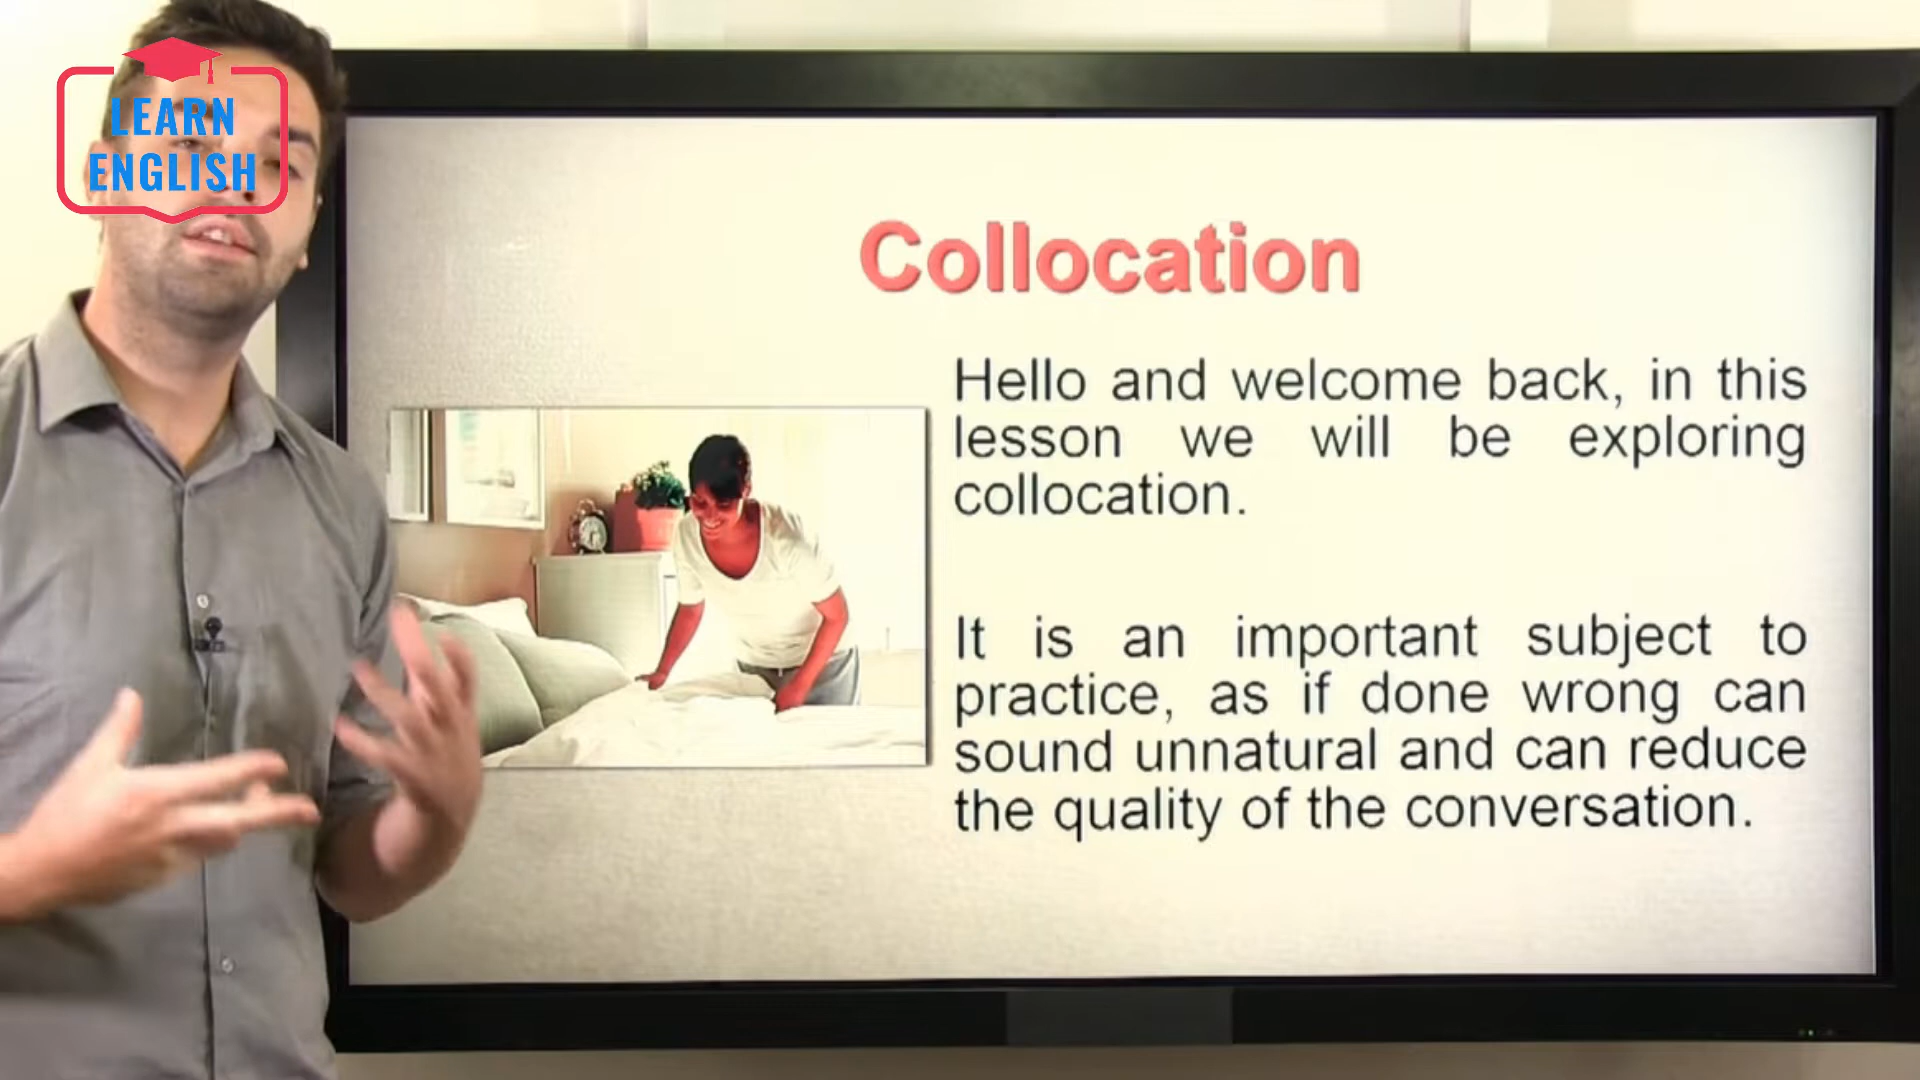 LEARN
ENGLISH
Collocation
Hello and welcome back, in this
lesson we will be exploring
collocation.
It is an important subject to
practice, as if done wrong can
sound unnatural and can reduce
the quality of the conversation.